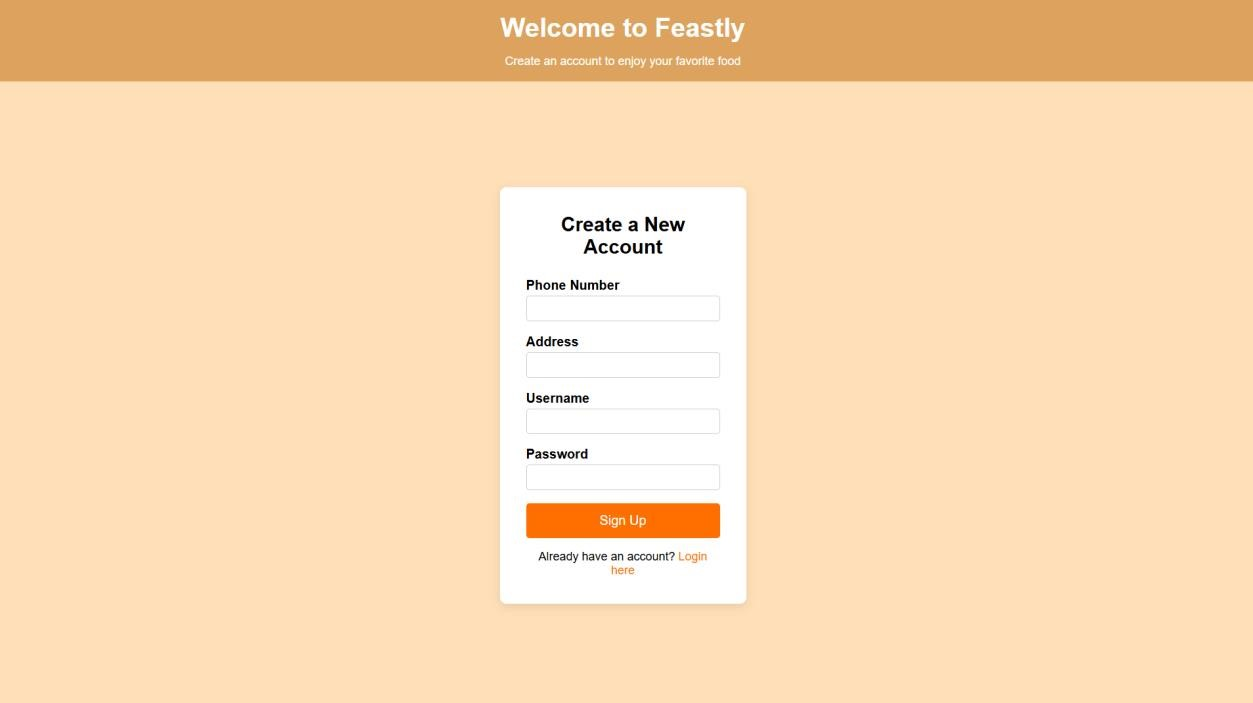 Welcome to Feastly
Create an account to enjoy your favorite food
Create a New
Account
Phone Number
Address
Username
Password
Sign Up
Already have an account? Login
here